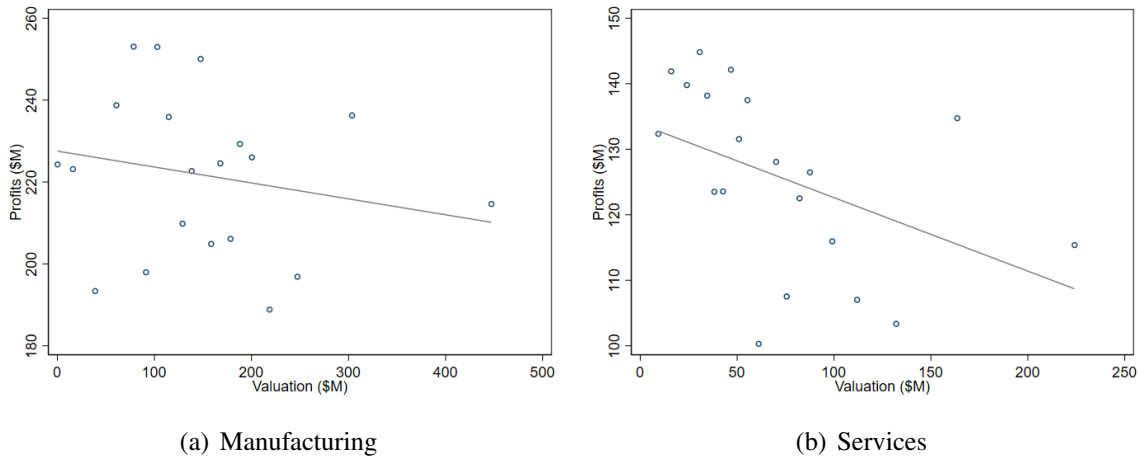 260
240
220
200
180
Profits ($M)
0 100 200 300 400 500
Valuation ($M)
(a) Manufacturing
150
140
130
120
110
100
Profits ($M)
0 50 100 150 200 250
Valuation ($M)
(b) Services